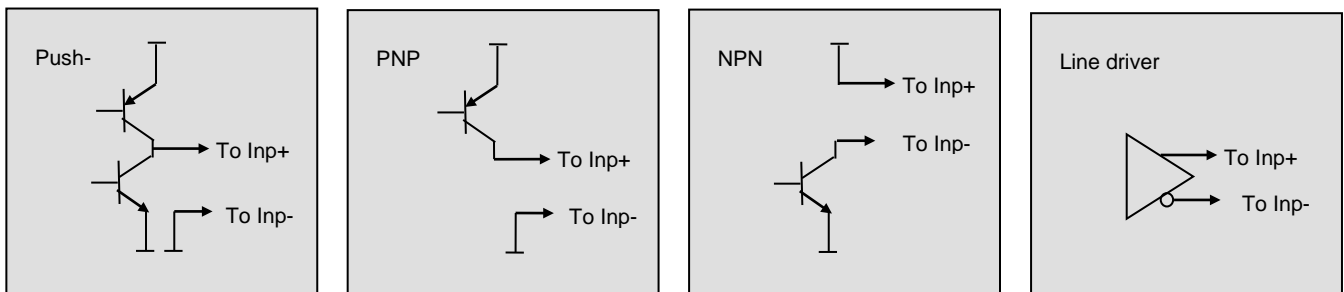 Push-
To Inp+
To Inp-
PNP
To Inp+
To Inp-
NPN
To Inp+
To Inp-
Line driver
To Inp+
To Inp-